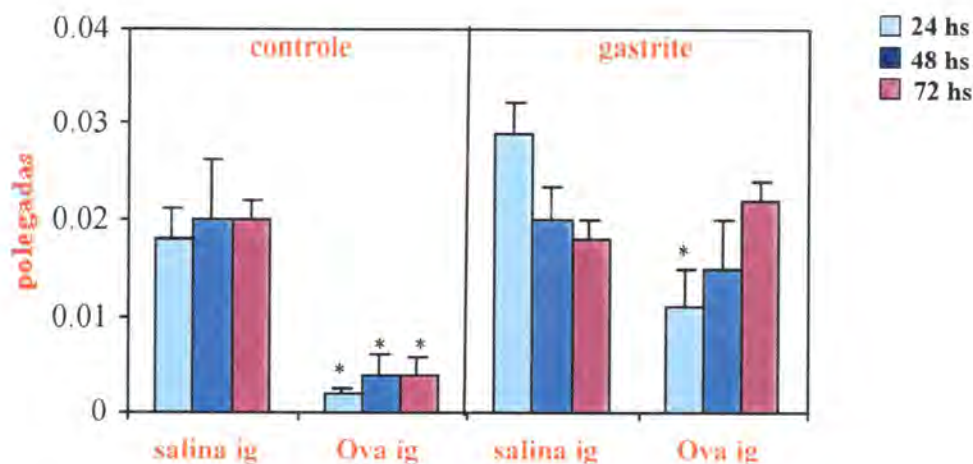 0.04
controle
gastrite
24 hs
48 hs
72 hs
0.03
polegadas
0.02
*
0.01
* * *
0
salina ig
Ova ig
salina ig
Ova ig